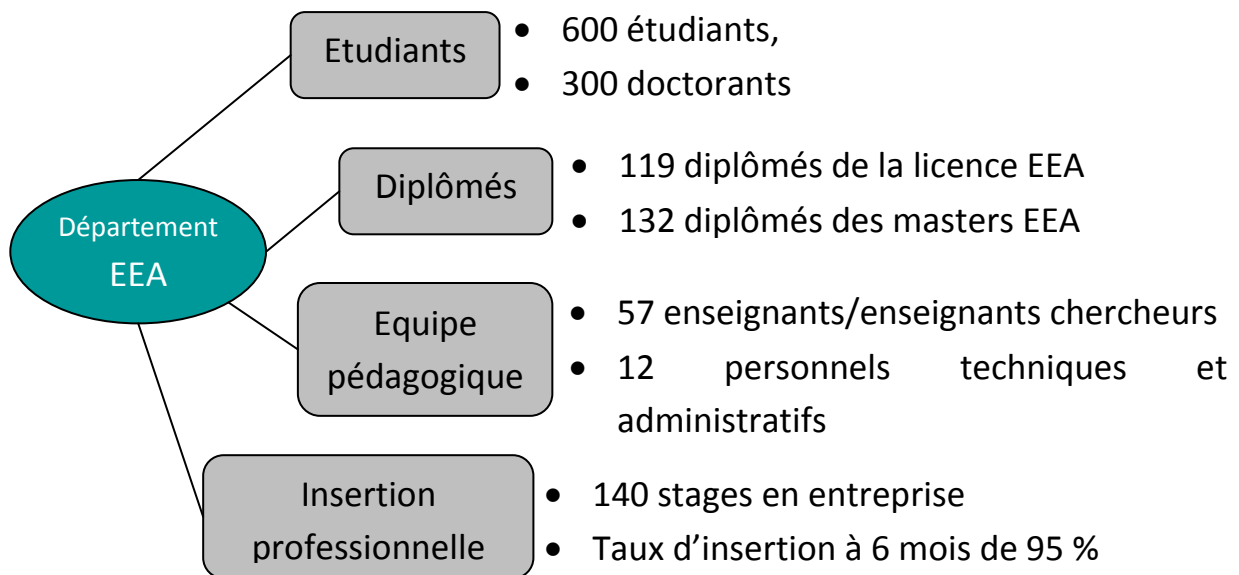 Etudiants
• 600 étudiants,
• 300 doctorants
Diplômés
• 119 diplômés de la licence EEA
• 132 diplômés des masters EEA
Département
EEA
Equipe
pédagogique
• 57 enseignants/enseignants chercheurs
• 12 personnels techniques et
administratifs
Insertion
professionnelle
• 140 stages en entreprise
• Taux d’insertion à 6 mois de 95 %